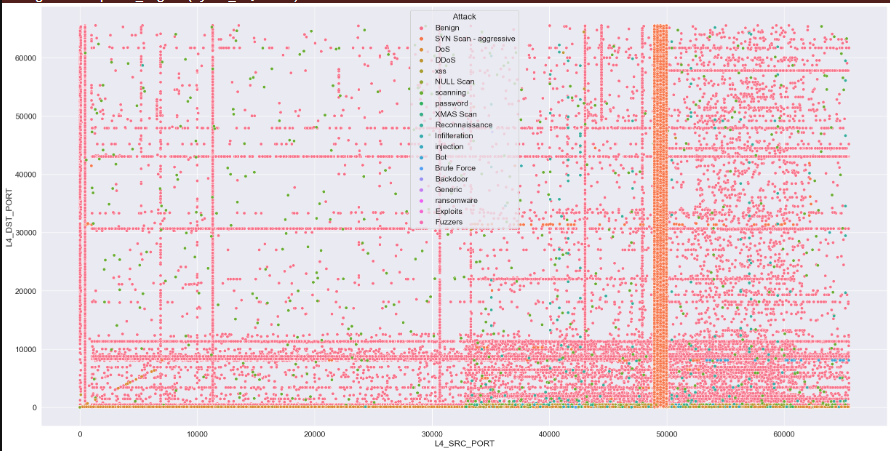 Attack
Benign
SYN Scan - aggressive
DoS
DDoS
xss
NULL Scan
scanning
password
XMAS Scan
Reconnaissance
Infilteration
injection
Bot
Brute Force
Backdoor
Generic
ransomware
Exploits
Fuzzers
L4_DST_PORT
60000
50000
40000
30000
20000
10000
0
0 10000 20000 30000 40000 50000 60000
L4_SRC_PORT